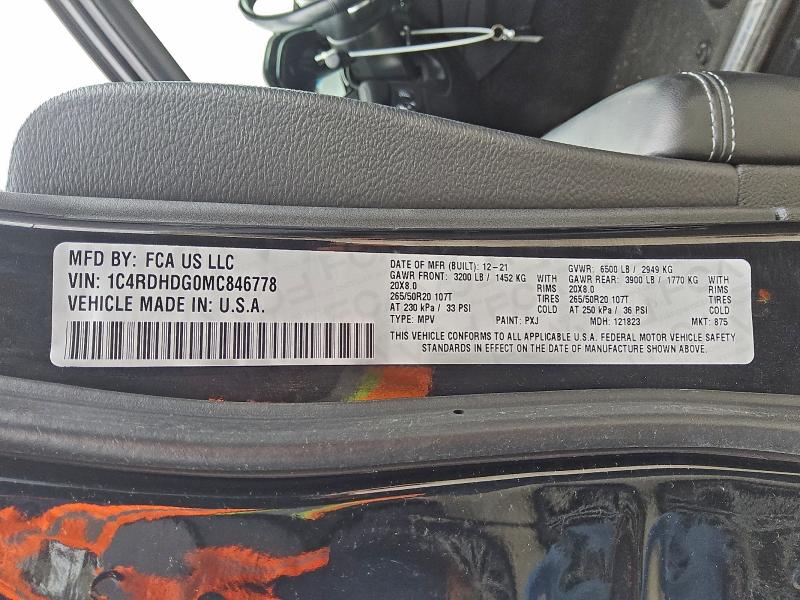 MFD BY: FCA US LLC
VIN: 1C4RDHDG0MC846778
VEHICLE MADE IN: U.S.A.
DATE OF MFR (BUILT): 12-21 GVWR: 6500 LB / 2949 KG
GAWR FRONT: 3200 LB / 1452 KG WITH GAWR REAR: 3900 LB / 1770 KG WITH
20X8.0 RIMS 20X8.0 RIMS
265/50R20 107T TIRES 265/50R20 107T TIRES
AT 230 kPa / 33 PSI COLD AT 250 kPa / 36 PSI COLD
TYPE: MPV PAINT: PXJ MDH: 121823 MKT: 875
THIS VEHICLE CONFORMS TO ALL APPLICABLE U.S.A. FEDERAL MOTOR VEHICLE SAFETY
STANDARDS IN EFFECT ON THE DATE OF MANUFACTURE SHOWN ABOVE.